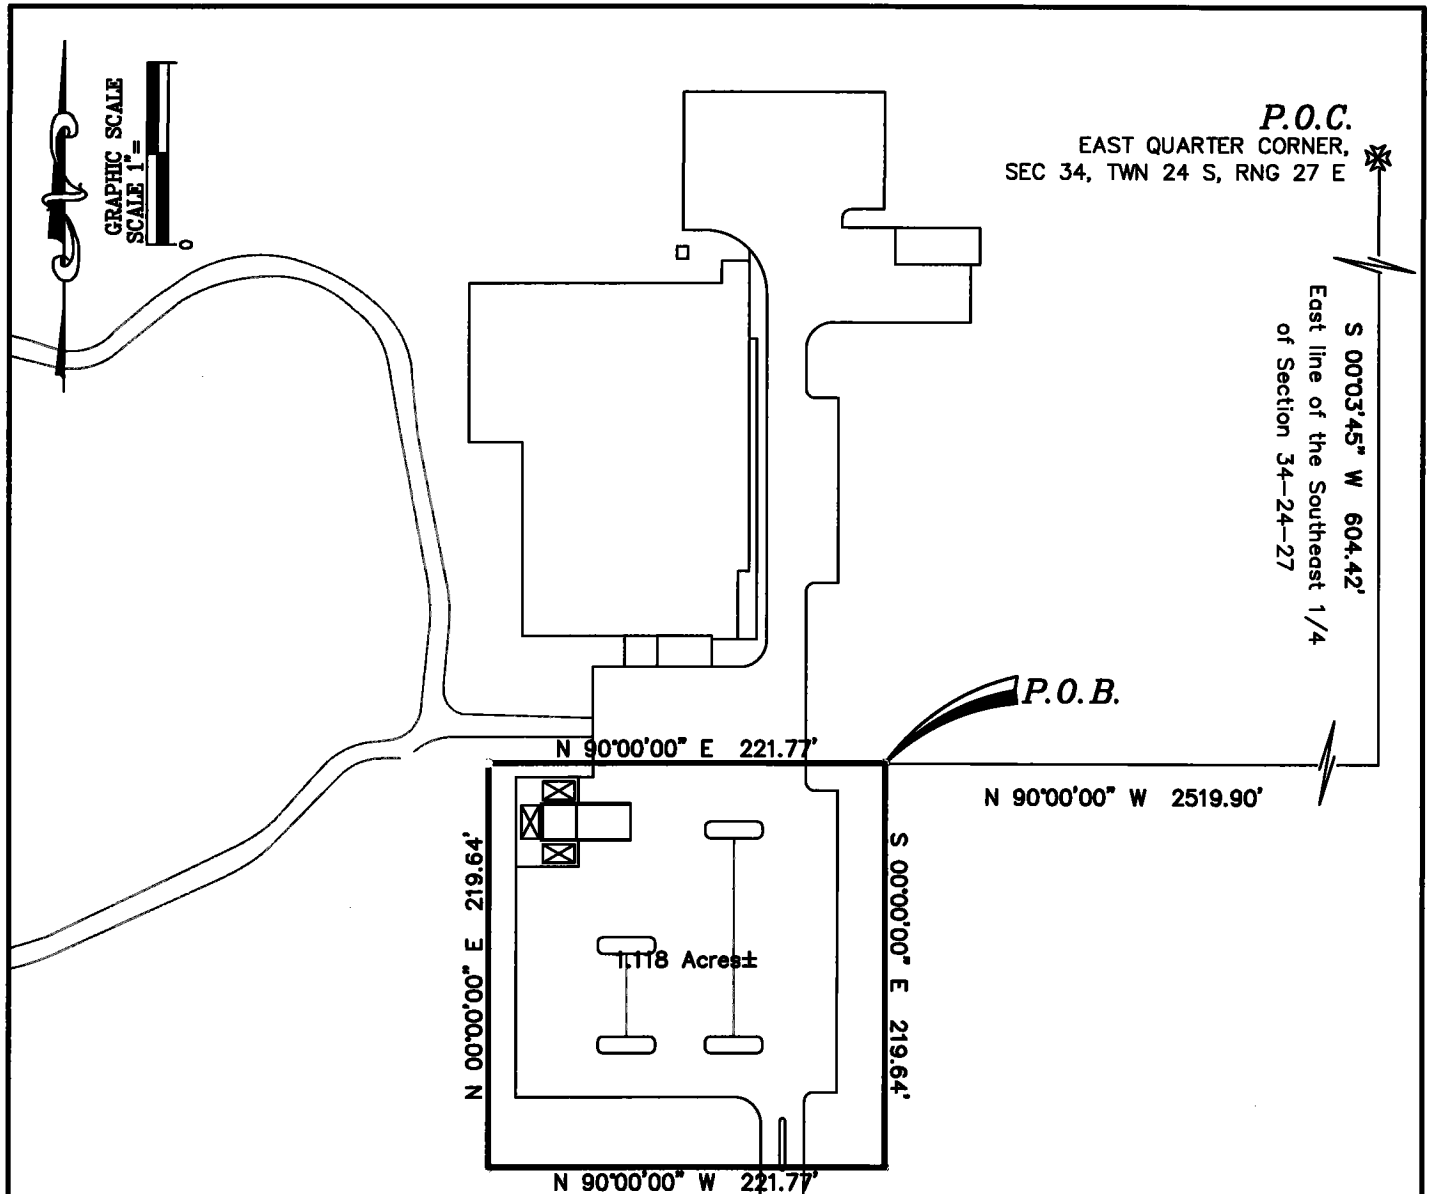 GRAPHIC SCALE
SCALE 1"=
0
P.O.C.
EAST QUARTER CORNER,
SEC 34, TWN 24 S, RNG 27 E
S 00°03'45" W 604.42'
East line of the Southeast 1/4
of Section 34-24-27
P.O.B.
N 90°00'00" E 221.77'
N 90°00'00" W 2519.90'
N 00°00'00" E 219.64'
S 00°00'00" E 219.64'
1.118 Acres±
N 90°00'00" W 221.77'